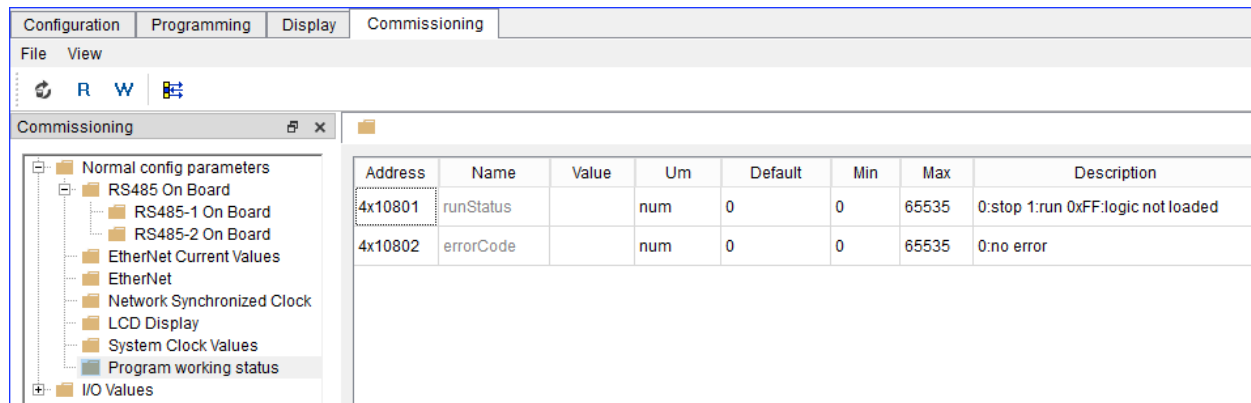 Configuration Programming Display Commissioning
File View
R W
Commissioning
Normal config parameters
RS485 On Board
RS485-1 On Board
RS485-2 On Board
EtherNet Current Values
EtherNet
Network Synchronized Clock
LCD Display
System Clock Values
Program working status
I/O Values
Address Name Value Um Default Min Max Description
4x10801 runStatus num 0 0 65535 0:stop 1:run 0xFF:logic not loaded
4x10802 errorCode num 0 0 65535 0:no error